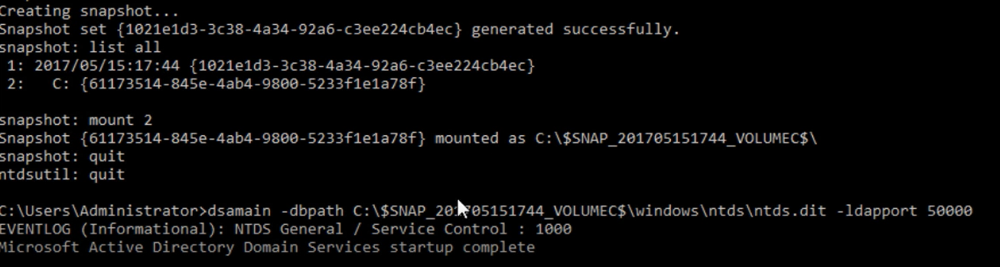 Creating snapshot...
Snapshot set {1021e1d3-3c38-4a34-92a6-c3ee224cb4ec} generated successfully.
snapshot: list all
1: 2017/05/15:17:44 {1021e1d3-3c38-4a34-92a6-c3ee224cb4ec}
2: C: {61173514-845e-4ab4-9800-5233f1e1a78f}
snapshot: mount 2
Snapshot {61173514-845e-4ab4-9800-5233f1e1a78f} mounted as C:\$SNAP_201705151744_VOLUMEC$\
snapshot: quit
ntdsutil: quit
C:\Users\Administrator>dsamain -dbpath C:\$SNAP_201705151744_VOLUMEC$\windows\ntds\ntds.dit -ldapport 50000
EVENTLOG (Informational): NTDS General / Service Control : 1000
Microsoft Active Directory Domain Services startup complete